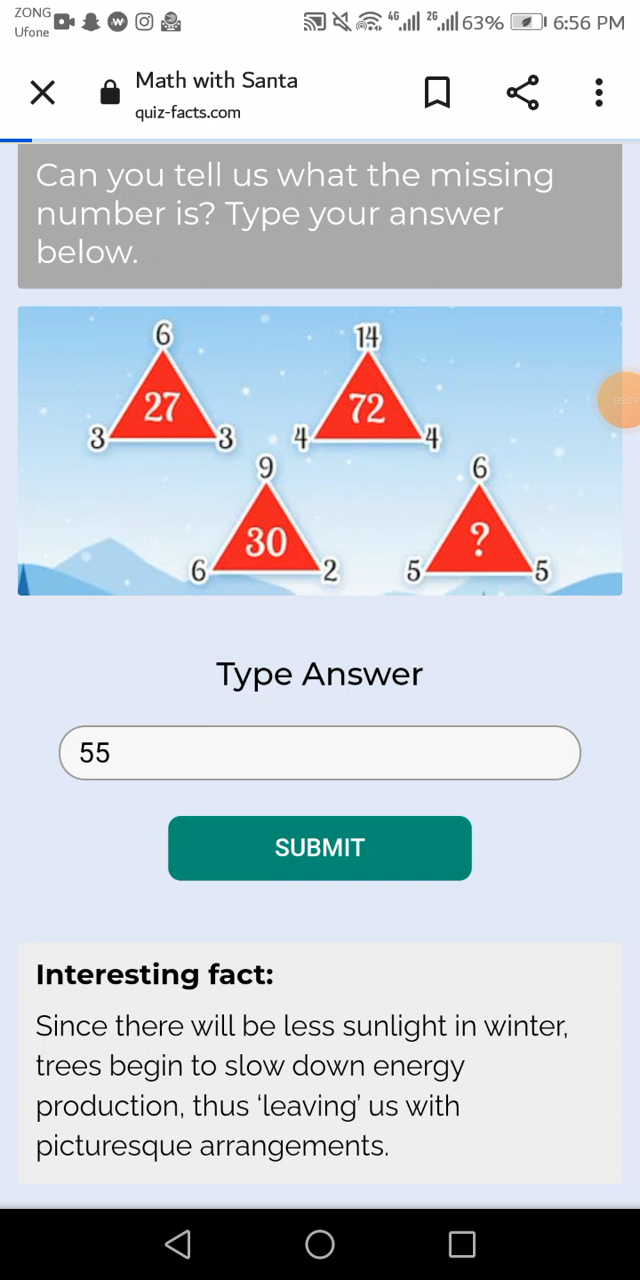 ZONG
Ufone
4G 2G 63% 6:56 PM
Math with Santa
quiz-facts.com
Can you tell us what the missing
number is? Type your answer
below.
6 14
27 72
3 3 4 4
9 6
30 ?
6 2 5 5
Type Answer
55
SUBMIT
Interesting fact:
Since there will be less sunlight in winter,
trees begin to slow down energy
production, thus ‘leaving’ us with
picturesque arrangements.